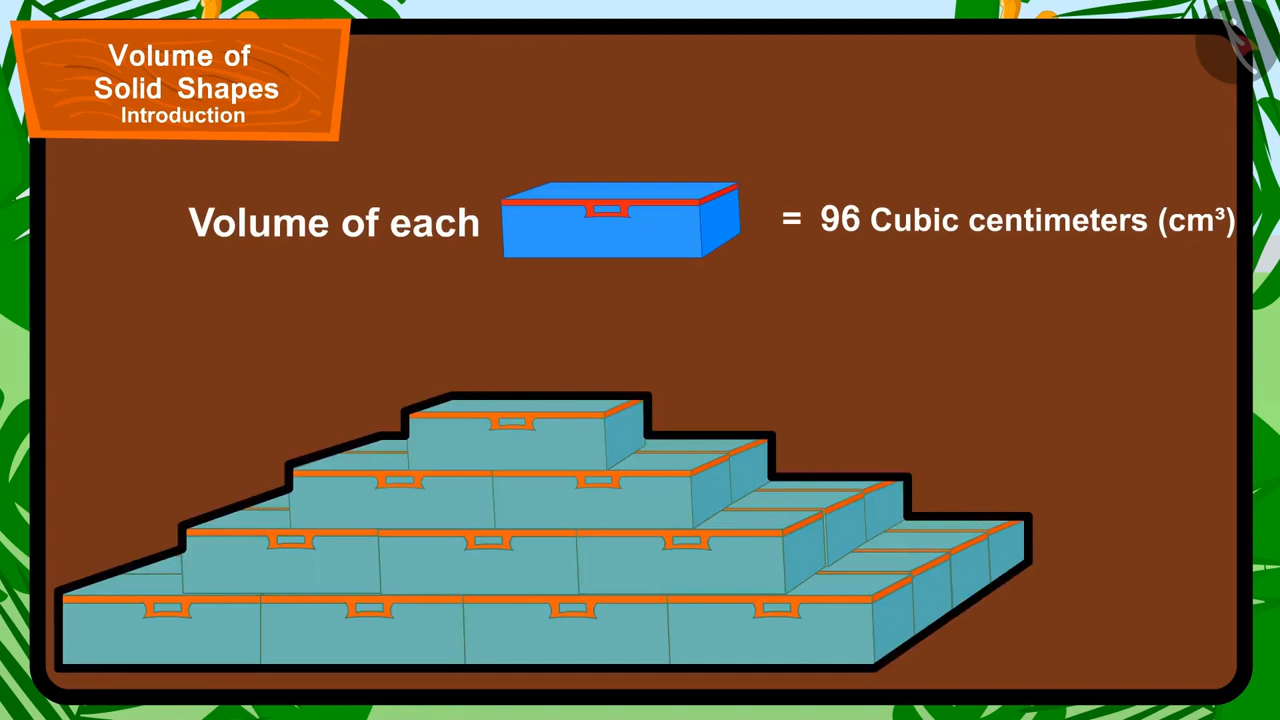 Volume of
Solid Shapes
Introduction
Volume of each = 96 Cubic centimeters (cm³)